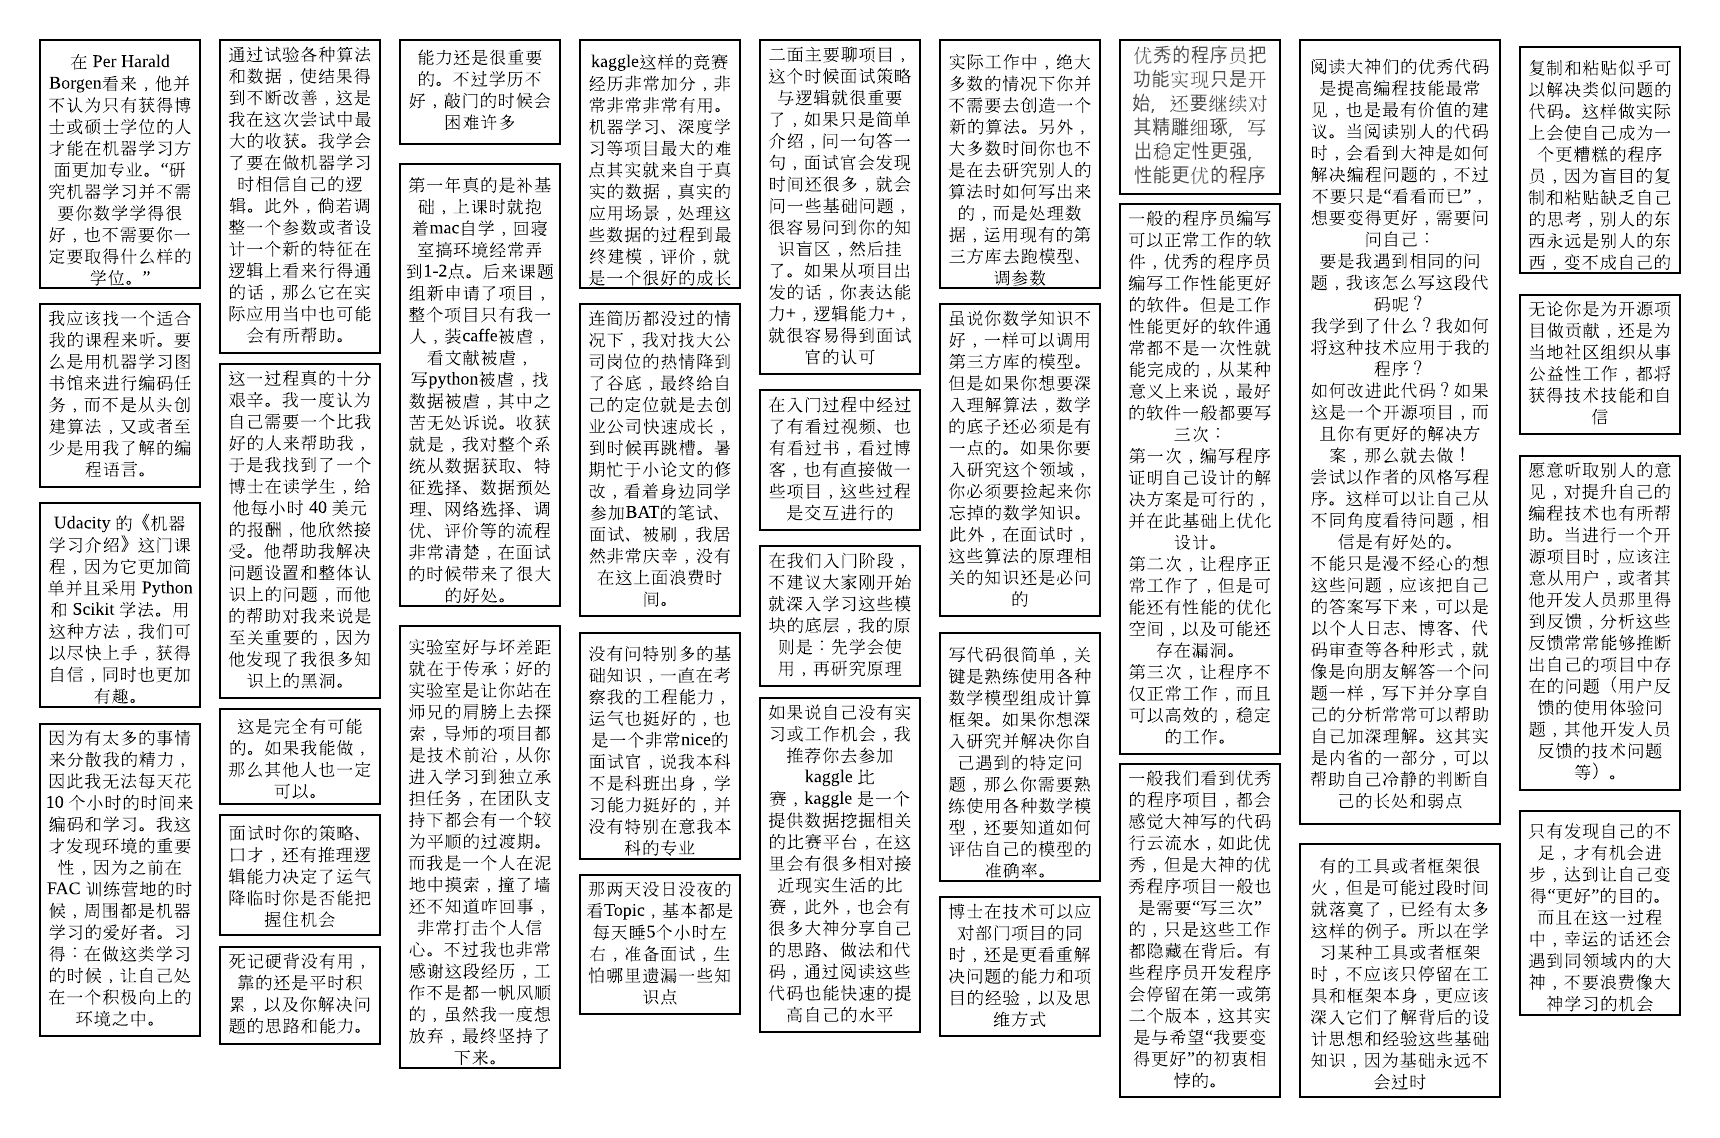 在 Per Harald
Borgen看来，他并
不认为只有获得博
士或硕士学位的人
才能在机器学习方
面更加专业。“研
究机器学习并不需
要你数学学得很
好，也不需要你一
定要取得什么样的
学位。”
我应该找一个适合
我的课程来听。要
么是用机器学习图
书馆来进行编码任
务，而不是从头创
建算法，又或者至
少是用我了解的编
程语言。
Udacity 的《机器
学习介绍》这门课
程，因为它更加简
单并且采用 Python
和 Scikit 学法。用
这种方法，我们可
以尽快上手，获得
自信，同时也更加
有趣。
因为有太多的事情
来分散我的精力，
因此我无法每天花
10 个小时的时间来
编码和学习。我这
才发现环境的重要
性，因为之前在
FAC 训练营地的时
候，周围都是机器
学习的爱好者。习
得：在做这类学习
的时候，让自己处
在一个积极向上的
环境之中。
通过试验各种算法
和数据，使结果得
到不断改善，这是
我在这次尝试中最
大的收获。我学会
了要在做机器学习
时相信自己的逻
辑。此外，倘若调
整一个参数或者设
计一个新的特征在
逻辑上看来行得通
的话，那么它在实
际应用当中也可能
会有所帮助。
这一过程真的十分
艰辛。我一度认为
自己需要一个比我
好的人来帮助我，
于是我找到了一个
博士在读学生，给
他每小时 40 美元
的报酬，他欣然接
受。他帮助我解决
问题设置和整体认
识上的问题，而他
的帮助对我来说是
至关重要的，因为
他发现了我很多知
识上的黑洞。
这是完全有可能
的。如果我能做，
那么其他人也一定
可以。
面试时你的策略、
口才，还有推理逻
辑能力决定了运气
降临时你是否能把
握住机会
死记硬背没有用，
靠的还是平时积
累，以及你解决问
题的思路和能力。
能力还是很重要
的。不过学历不
好，敲门的时候会
困难许多
第一年真的是补基
础，上课时就抱
着mac自学，回寝
室搞环境经常弄
到1-2点。后来课题
组新申请了项目，
整个项目只有我一
人，装caffe被虐，
看文献被虐，
写python被虐，找
数据被虐，其中之
苦无处诉说。收获
就是，我对整个系
统从数据获取、特
征选择、数据预处
理、网络选择、调
优、评价等的流程
非常清楚，在面试
的时候带来了很大
的好处。
实验室好与坏差距
就在于传承；好的
实验室是让你站在
师兄的肩膀上去探
索，导师的项目都
是技术前沿，从你
进入学习到独立承
担任务，在团队支
持下都会有一个较
为平顺的过渡期。
而我是一个人在泥
地中摸索，撞了墙
还不知道咋回事，
非常打击个人信
心。不过我也非常
感谢这段经历，工
作不是都一帆风顺
的，虽然我一度想
放弃，最终坚持了
下来。
kaggle这样的竞赛
经历非常加分，非
常非常非常有用。
机器学习、深度学
习等项目最大的难
点其实就来自于真
实的数据，真实的
应用场景，处理这
些数据的过程到最
终建模，评价，就
是一个很好的成长
连简历都没过的情
况下，我对找大公
司岗位的热情降到
了谷底，最终给自
己的定位就是去创
业公司快速成长，
到时候再跳槽。暑
期忙于小论文的修
改，看着身边同学
参加BAT的笔试、
面试、被刷，我居
然非常庆幸，没有
在这上面浪费时
间。
没有问特别多的基
础知识，一直在考
察我的工程能力，
运气也挺好的，也
是一个非常nice的
面试官，说我本科
不是科班出身，学
习能力挺好的，并
没有特别在意我本
科的专业
那两天没日没夜的
看Topic，基本都是
每天睡5个小时左
右，准备面试，生
怕哪里遗漏一些知
识点
二面主要聊项目，
这个时候面试策略
与逻辑就很重要
了，如果只是简单
介绍，问一句答一
句，面试官会发现
时间还很多，就会
问一些基础问题，
很容易问到你的知
识盲区，然后挂
了。如果从项目出
发的话，你表达能
力+，逻辑能力+，
就很容易得到面试
官的认可
在入门过程中经过
了有看过视频、也
有看过书，看过博
客，也有直接做一
些项目，这些过程
是交互进行的
在我们入门阶段，
不建议大家刚开始
就深入学习这些模
块的底层，我的原
则是：先学会使
用，再研究原理
如果说自己没有实
习或工作机会，我
推荐你去参加
kaggle 比
赛，kaggle 是一个
提供数据挖掘相关
的比赛平台，在这
里会有很多相对接
近现实生活的比
赛，此外，也会有
很多大神分享自己
的思路、做法和代
码，通过阅读这些
代码也能快速的提
高自己的水平
实际工作中，绝大
多数的情况下你并
不需要去创造一个
新的算法。另外，
大多数时间你也不
是在去研究别人的
算法时如何写出来
的，而是处理数
据，运用现有的第
三方库去跑模型、
调参数
虽说你数学知识不
好，一样可以调用
第三方库的模型。
但是如果你想要深
入理解算法，数学
的底子还必须是有
一点的。如果你要
入研究这个领域，
你必须要捡起来你
忘掉的数学知识。
此外，在面试时，
这些算法的原理相
关的知识还是必问
的
写代码很简单，关
键是熟练使用各种
数学模型组成计算
框架。如果你想深
入研究并解决你自
己遇到的特定问
题，那么你需要熟
练使用各种数学模
型，还要知道如何
评估自己的模型的
准确率。
博士在技术可以应
对部门项目的同
时，还是更看重解
决问题的能力和项
目的经验，以及思
维方式
优秀的程序员把
功能实现只是开
始，还要继续对
其精雕细琢，写
出稳定性更强，
性能更优的程序
一般的程序员编写
可以正常工作的软
件，优秀的程序员
编写工作性能更好
的软件。但是工作
性能更好的软件通
常都不是一次性就
能完成的，从某种
意义上来说，最好
的软件一般都要写
三次：
第一次，编写程序
证明自己设计的解
决方案是可行的，
并在此基础上优化
设计。
第二次，让程序正
常工作了，但是可
能还有性能的优化
空间，以及可能还
存在漏洞。
第三次，让程序不
仅正常工作，而且
可以高效的，稳定
的工作。
一般我们看到优秀
的程序项目，都会
感觉大神写的代码
行云流水，如此优
秀，但是大神的优
秀程序项目一般也
是需要“写三次”
的，只是这些工作
都隐藏在背后。有
些程序员开发程序
会停留在第一或第
二个版本，这其实
是与希望“我要变
得更好”的初衷相
悖的。
阅读大神们的优秀代码
是提高编程技能最常
见，也是最有价值的建
议。当阅读别人的代码
时，会看到大神是如何
解决编程问题的，不过
不要只是“看看而已”，
想要变得更好，需要问
问自己：
要是我遇到相同的问
题，我该怎么写这段代
码呢？
我学到了什么？我如何
将这种技术应用于我的
程序？
如何改进此代码？如果
这是一个开源项目，而
且你有更好的解决方
案，那么就去做！
尝试以作者的风格写程
序。这样可以让自己从
不同角度看待问题，相
信是有好处的。
不能只是漫不经心的想
这些问题，应该把自己
的答案写下来，可以是
以个人日志、博客、代
码审查等各种形式，就
像是向朋友解答一个问
题一样，写下并分享自
己的分析常常可以帮助
自己加深理解。这其实
是内省的一部分，可以
帮助自己冷静的判断自
己的长处和弱点
有的工具或者框架很
火，但是可能过段时间
就落寞了，已经有太多
这样的例子。所以在学
习某种工具或者框架
时，不应该只停留在工
具和框架本身，更应该
深入它们了解背后的设
计思想和经验这些基础
知识，因为基础永远不
会过时
复制和粘贴似乎可
以解决类似问题的
代码。这样做实际
上会使自己成为一
个更糟糕的程序
员，因为盲目的复
制和粘贴缺乏自己
的思考，别人的东
西永远是别人的东
西，变不成自己的
无论你是为开源项
目做贡献，还是为
当地社区组织从事
公益性工作，都将
获得技术技能和自
信
愿意听取别人的意
见，对提升自己的
编程技术也有所帮
助。当进行一个开
源项目时，应该注
意从用户，或者其
他开发人员那里得
到反馈，分析这些
反馈常常能够推断
出自己的项目中存
在的问题（用户反
馈的使用体验问
题，其他开发人员
反馈的技术问题
等）。
只有发现自己的不
足，才有机会进
步，达到让自己变
得“更好”的目的。
而且在这一过程
中，幸运的话还会
遇到同领域内的大
神，不要浪费像大
神学习的机会